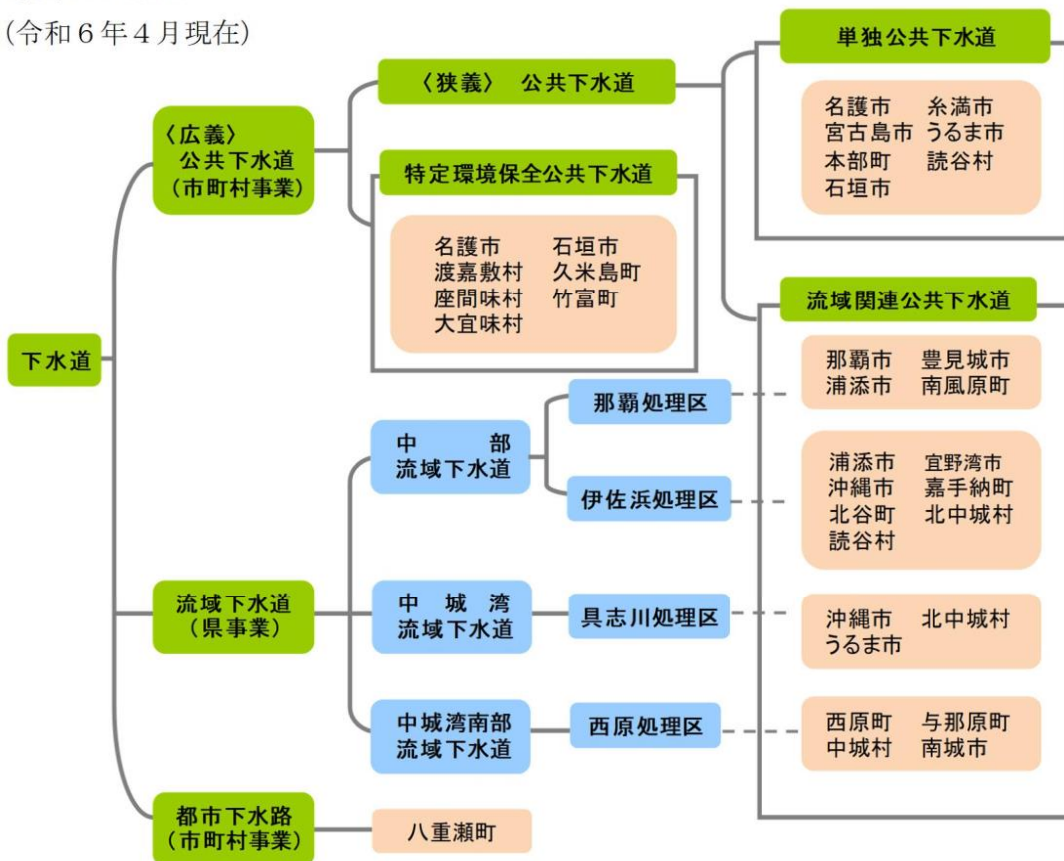 (令和6年4月現在)
下水道
〈広義〉
公共下水道
(市町村事業)
〈狭義〉 公共下水道
単独公共下水道
名護市 糸満市
宮古島市 うるま市
本部町 読谷村
石垣市
特定環境保全公共下水道
名護市 石垣市
渡嘉敷村 久米島町
座間味村 竹富町
大宜味村
流域関連公共下水道
那覇市 豊見城市
浦添市 南風原町
浦添市 宜野湾市
沖縄市 嘉手納町
北谷町 北中城村
読谷村
沖縄市 北中城村
うるま市
西原町 与那原町
中城村 南城市
流域下水道
(県事業)
中部
流域下水道
那覇処理区
伊佐浜処理区
中城湾
流域下水道
具志川処理区
中城湾南部
流域下水道
西原処理区
都市下水路
(市町村事業)
八重瀬町